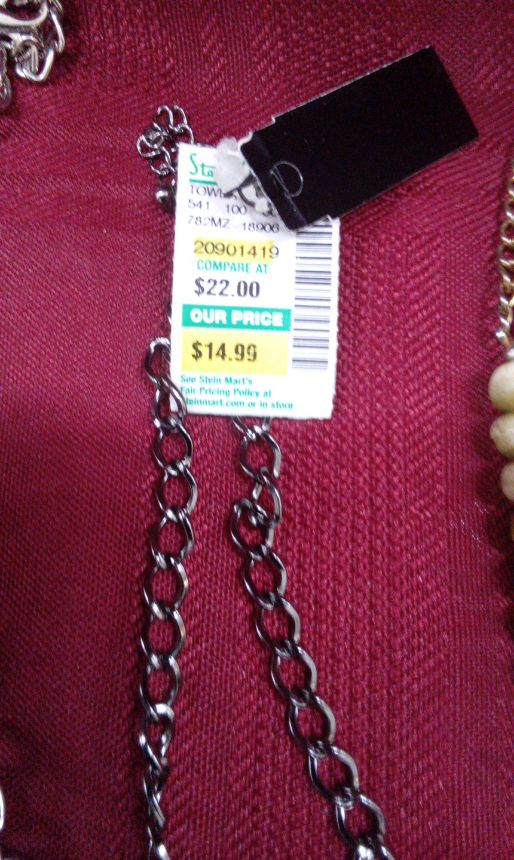 Sta
541 100
782MZ 18906
20901419
COMPARE AT
$22.00
OUR PRICE
$14.99
See Stein Mart's
Fair Pricing Policy at
steinmart.com or in store